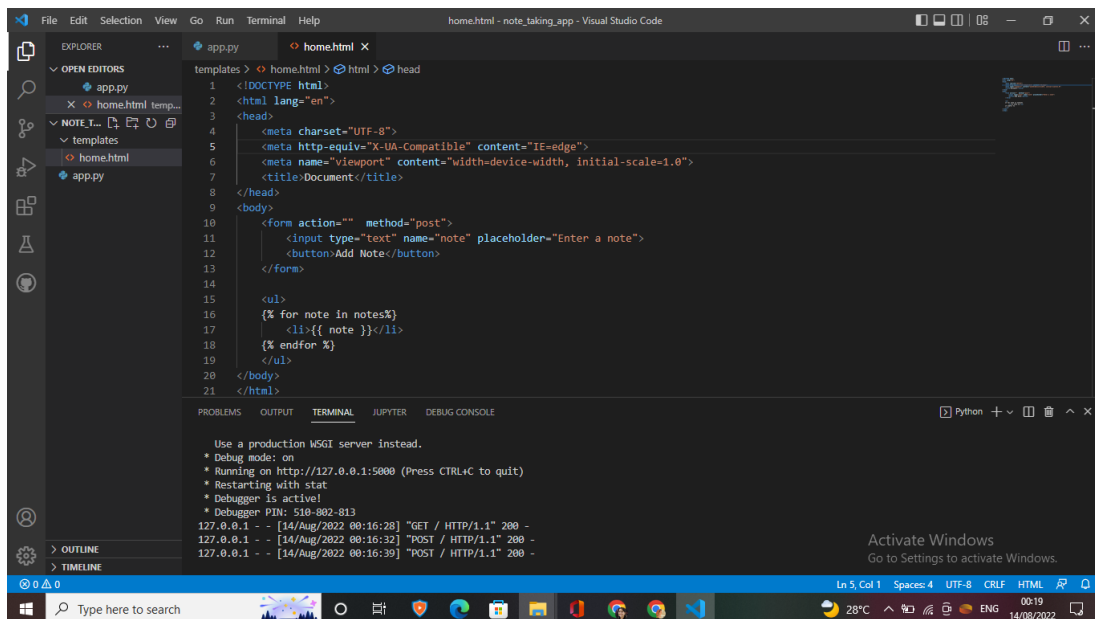 File Edit Selection View Go Run Terminal Help home.html - note_taking_app - Visual Studio Code
EXPLORER
app.py home.html
OPEN EDITORS
app.py
home.html temp...
NOTE_T...
templates
home.html
app.py
templates > home.html > html > head
1 <!DOCTYPE html>
2 <html lang="en">
3 <head>
4 <meta charset="UTF-8">
5 <meta http-equiv="X-UA-Compatible" content="IE=edge">
6 <meta name="viewport" content="width=device-width, initial-scale=1.0">
7 <title>Document</title>
8 </head>
9 <body>
10 <form action="" method="post">
11 <input type="text" name="note" placeholder="Enter a note">
12 <button>Add Note</button>
13 </form>
14
15 <ul>
16 {% for note in notes%}
17 <li>{{ note }}</li>
18 {% endfor %}
19 </ul>
20 </body>
21 </html>
PROBLEMS OUTPUT TERMINAL JUPYTER DEBUG CONSOLE
Python
Use a production WSGI server instead.
* Debug mode: on
* Running on http://127.0.0.1:5000 (Press CTRL+C to quit)
* Restarting with stat
* Debugger is active!
* Debugger PIN: 510-802-813
127.0.0.1 - - [14/Aug/2022 00:16:28] "GET / HTTP/1.1" 200 -
127.0.0.1 - - [14/Aug/2022 00:16:32] "POST / HTTP/1.1" 200 -
127.0.0.1 - - [14/Aug/2022 00:16:39] "POST / HTTP/1.1" 200 -
Activate Windows
Go to Settings to activate Windows.
OUTLINE
TIMELINE
0 0
Ln 5, Col 1 Spaces: 4 UTF-8 CRLF HTML
Type here to search
28°C ENG
00:19
14/08/2022